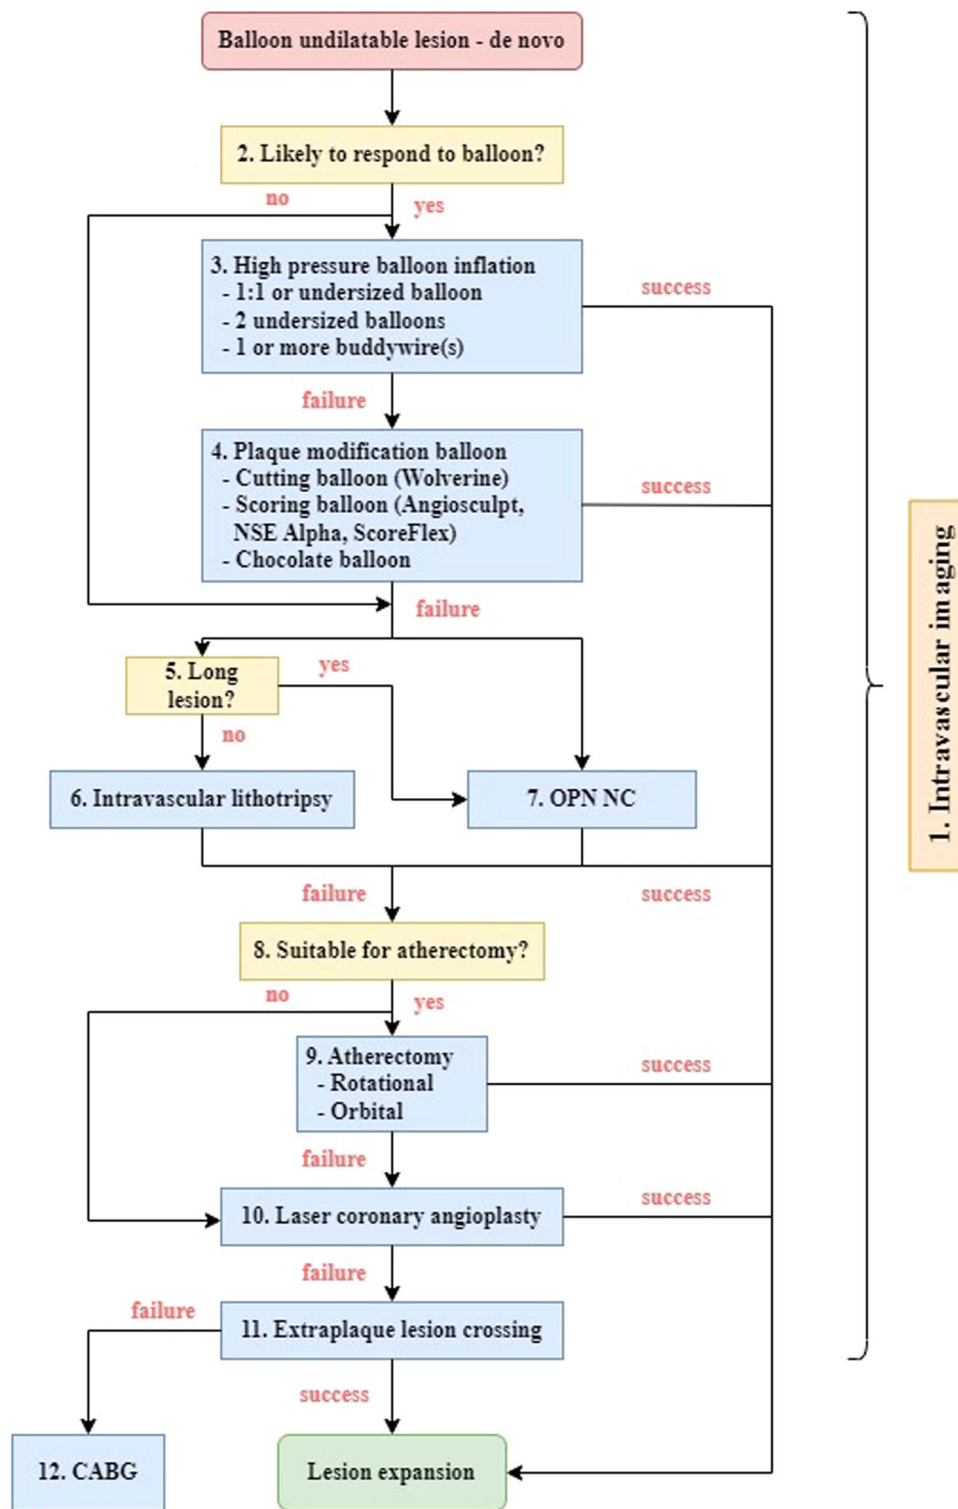 Balloon undilatable lesion - de novo
2. Likely to respond to balloon?
no
yes
3. High pressure balloon inflation
- 1:1 or undersized balloon
- 2 undersized balloons
- 1 or more buddywire(s)
success
failure
4. Plaque modification balloon
- Cutting balloon (Wolverine)
- Scoring balloon (Angiosculpt,
NSE Alpha, ScoreFlex)
- Chocolate balloon
success
failure
5. Long
lesion?
yes
no
6. Intravascular lithotripsy
7. OPN NC
failure
success
8. Suitable for atherectomy?
no
yes
9. Atherectomy
- Rotational
- Orbital
success
failure
10. Laser coronary angioplasty
success
failure
11. Extraplaque lesion crossing
failure
success
12. CABG
Lesion expansion
1. Intravascular imaging